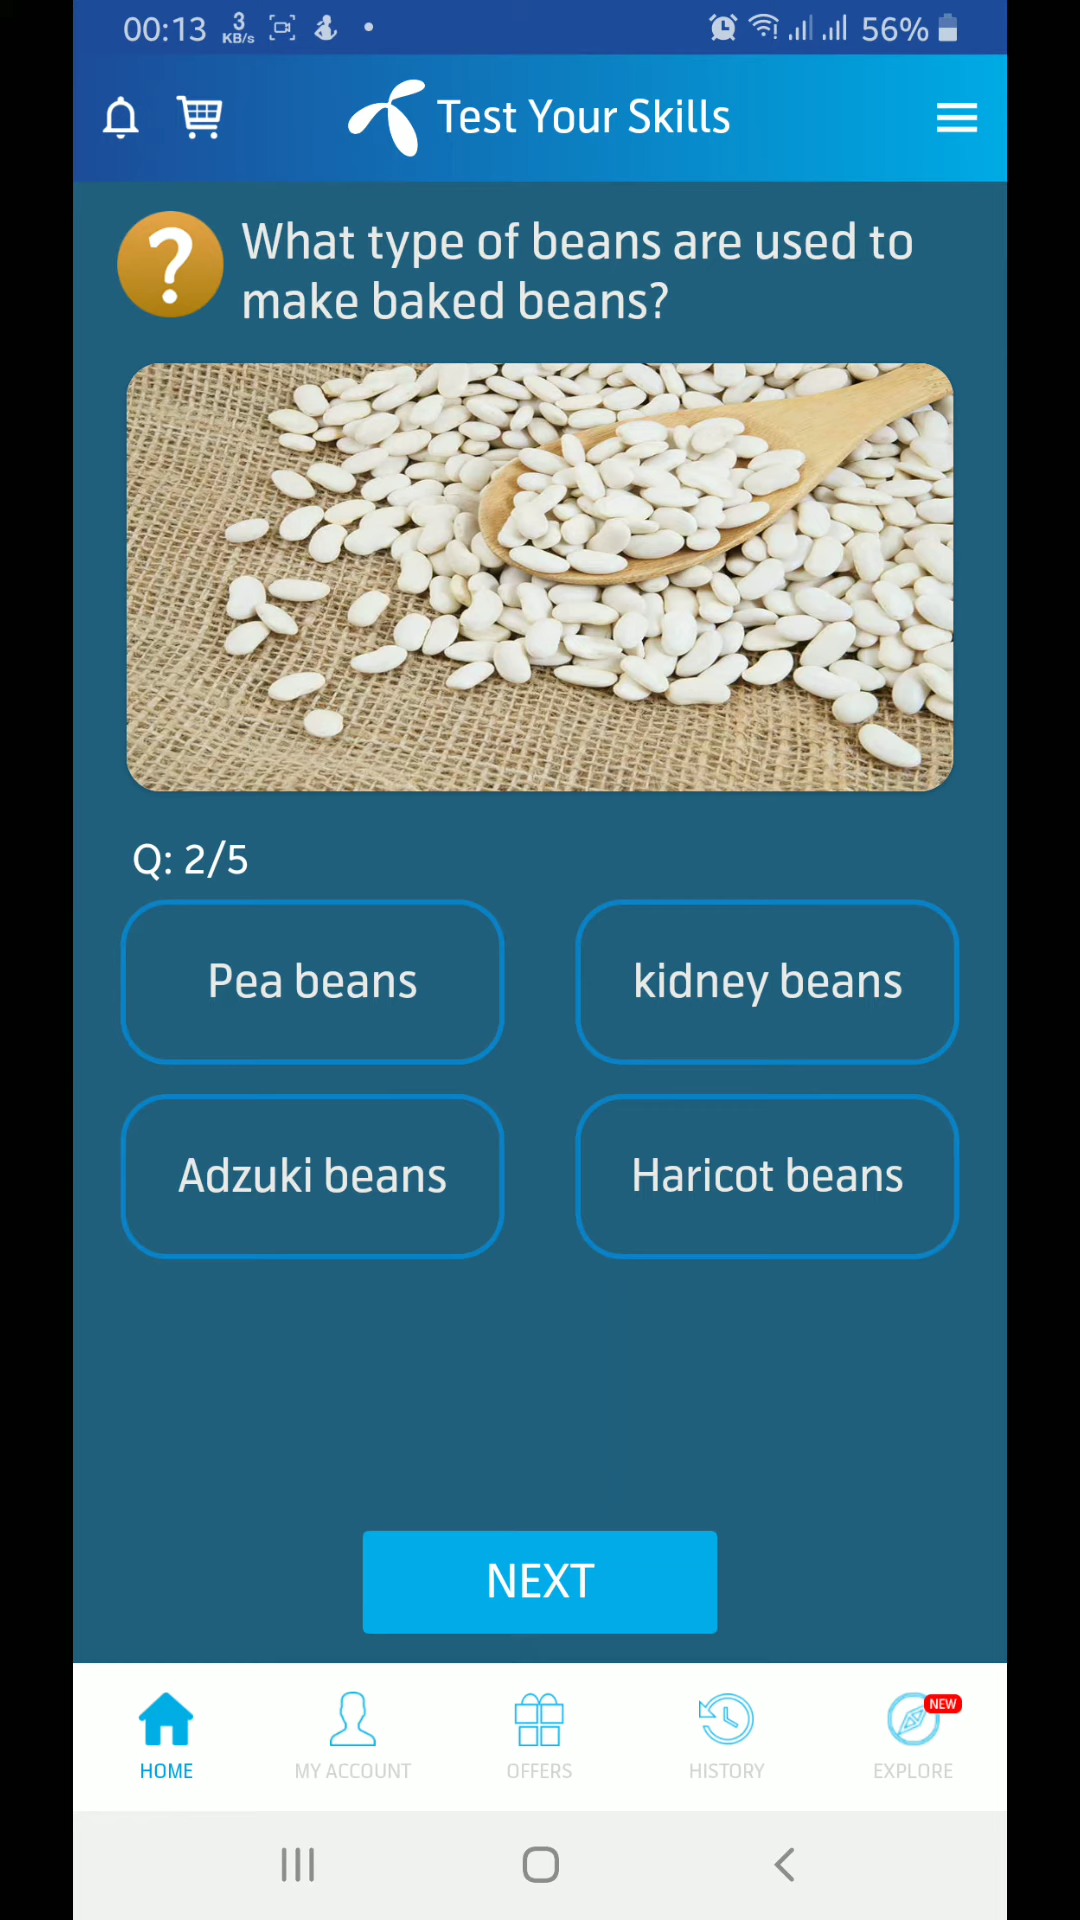 00:13 3 KB/s 56%
Test Your Skills
? What type of beans are used to
make baked beans?
Q: 2/5
Pea beans
kidney beans
Adzuki beans
Haricot beans
NEXT
NEW
HOME MY ACCOUNT OFFERS HISTORY EXPLORE